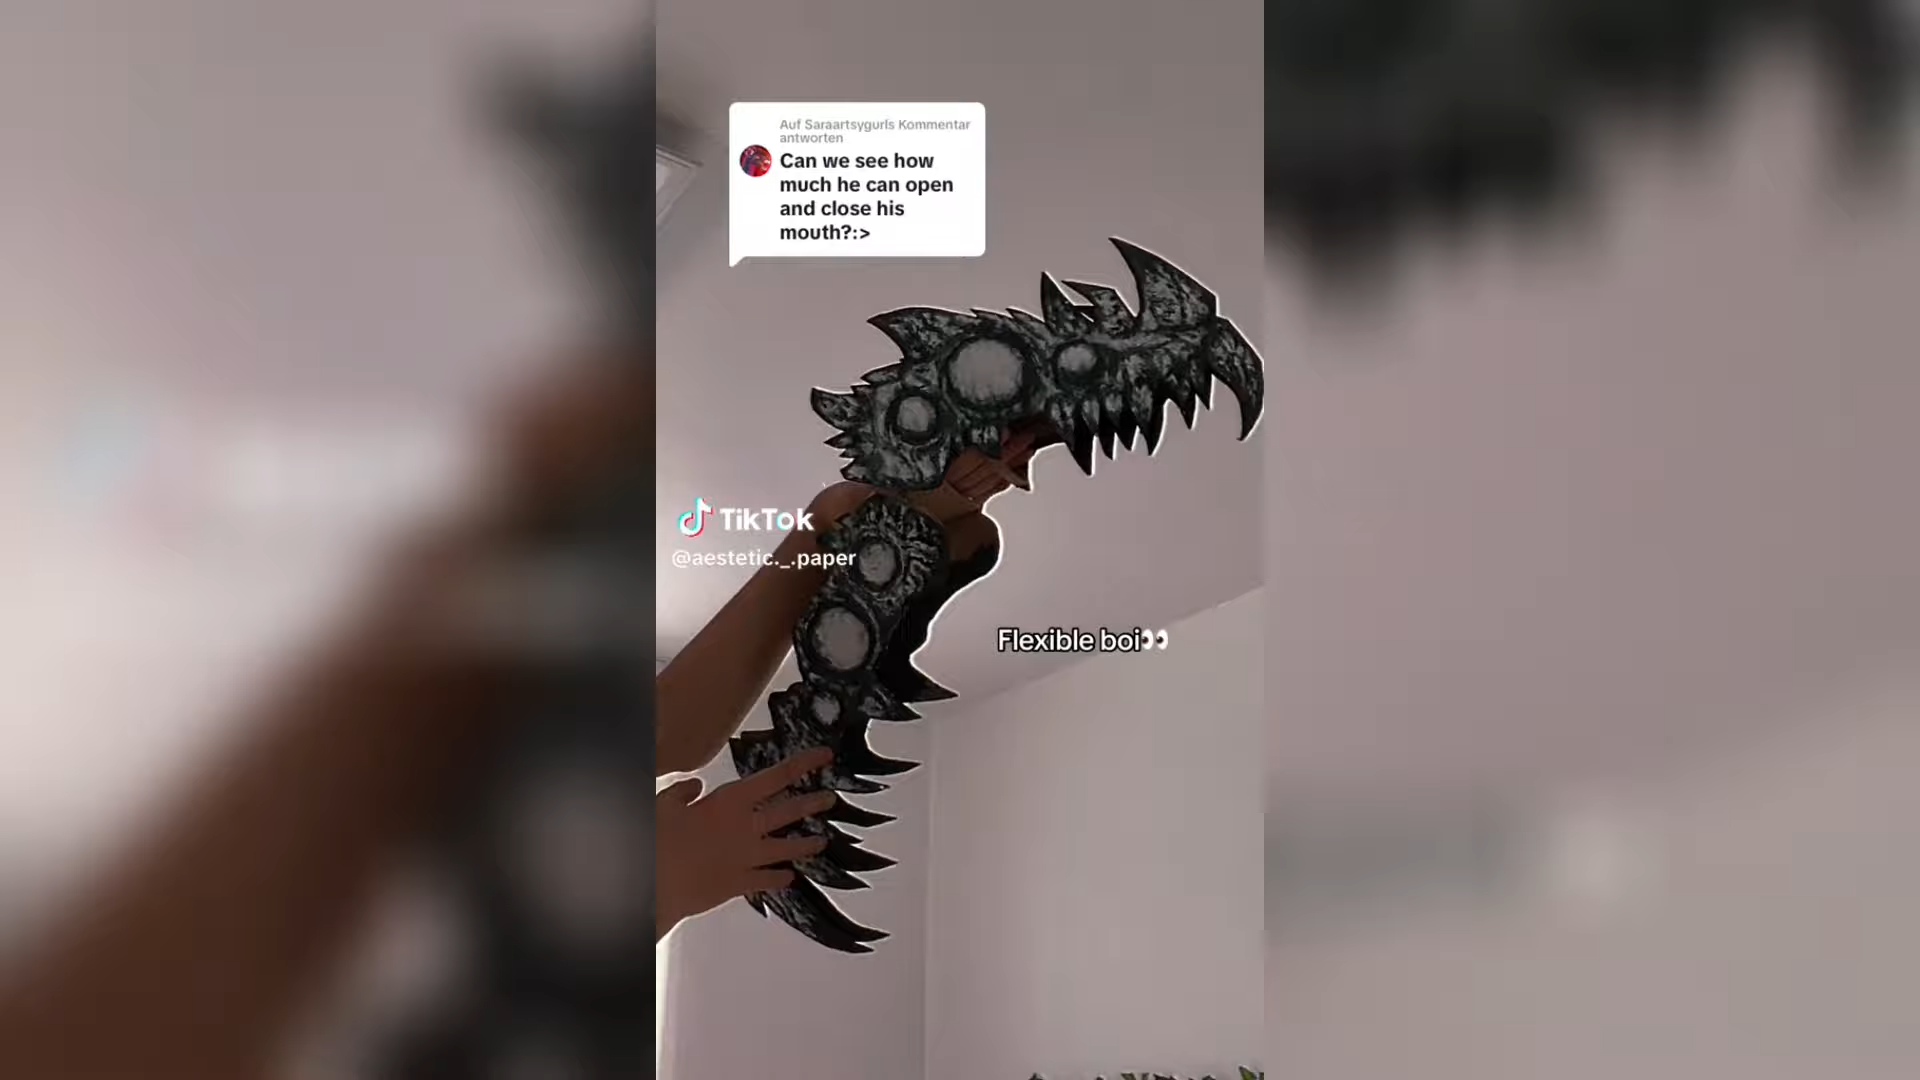 Auf Saraartsygurls Kommentar
antworten
Can we see how
much he can open
and close his
mouth?:>
TikTok
@aestetic._.paper
Flexible boi👀